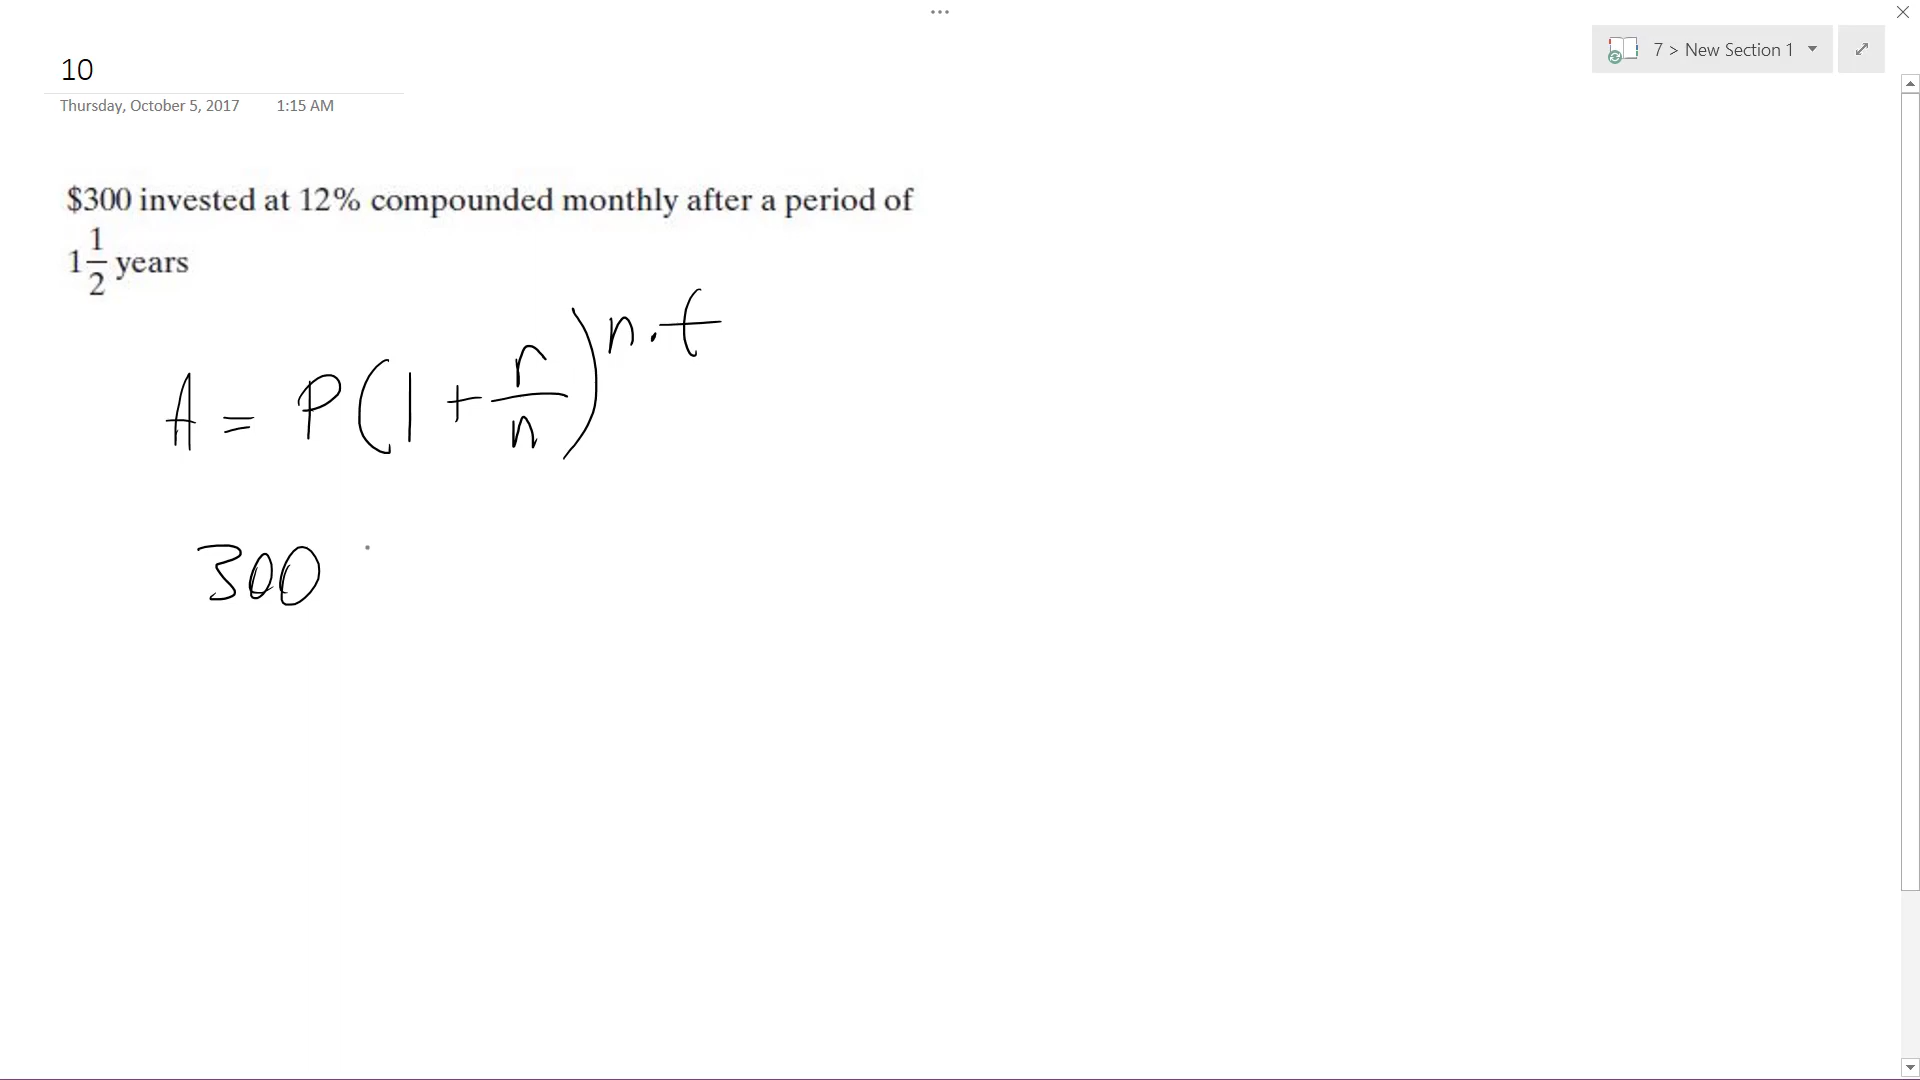 7 > New Section 1
10
Thursday, October 5, 2017 1:15 AM
$300 invested at 12% compounded monthly after a period of
1 1/2 years
A = P(1 + r/n)^n·t
300